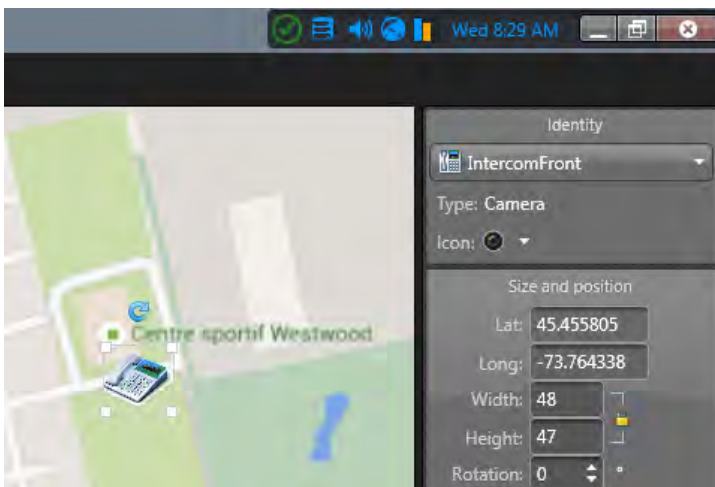 Wed 8:29 AM
Identity
IntercomFront
Type: Camera
Icon:
Centre sportif Westwood
Size and position
Lat: 45.455805
Long: -73.764338
Width: 48
Height: 47
Rotation: 0 °